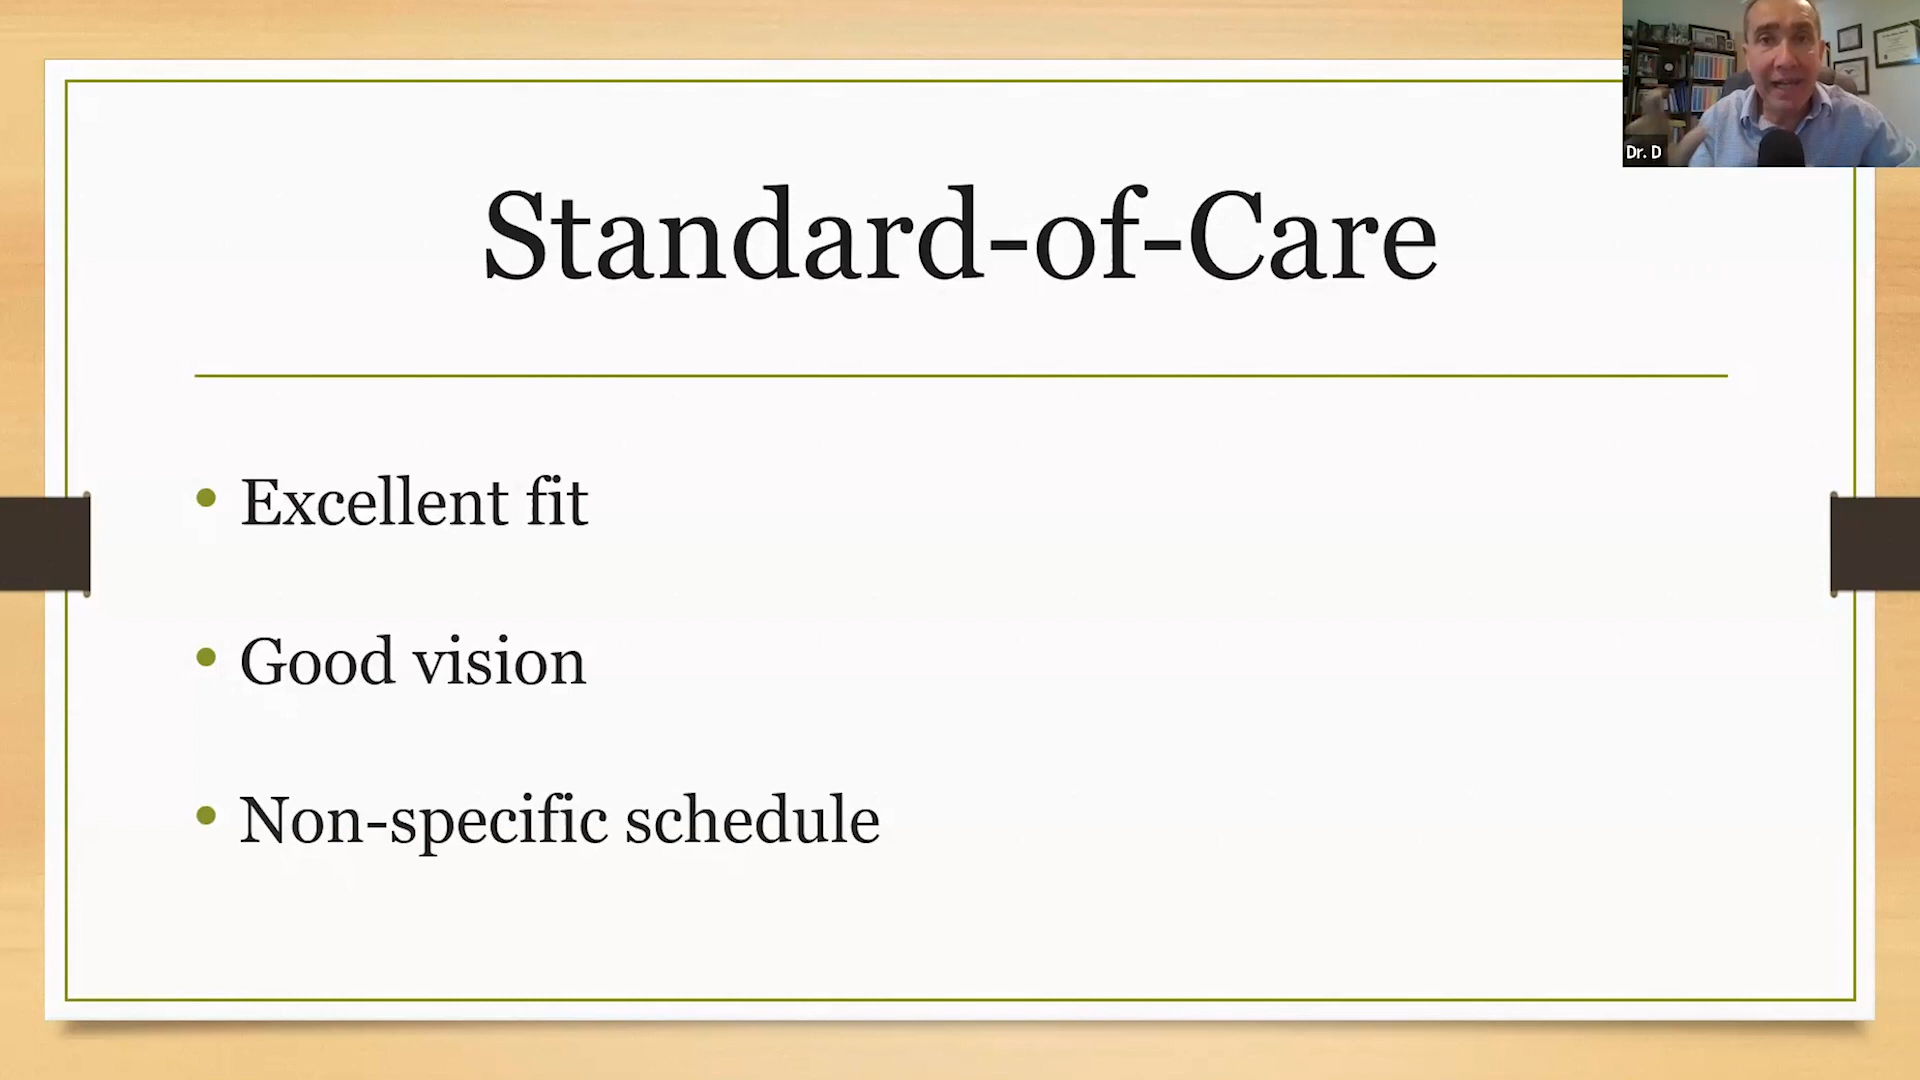 Standard-of-Care
Dr. D
• Excellent fit
• Good vision
• Non-specific schedule